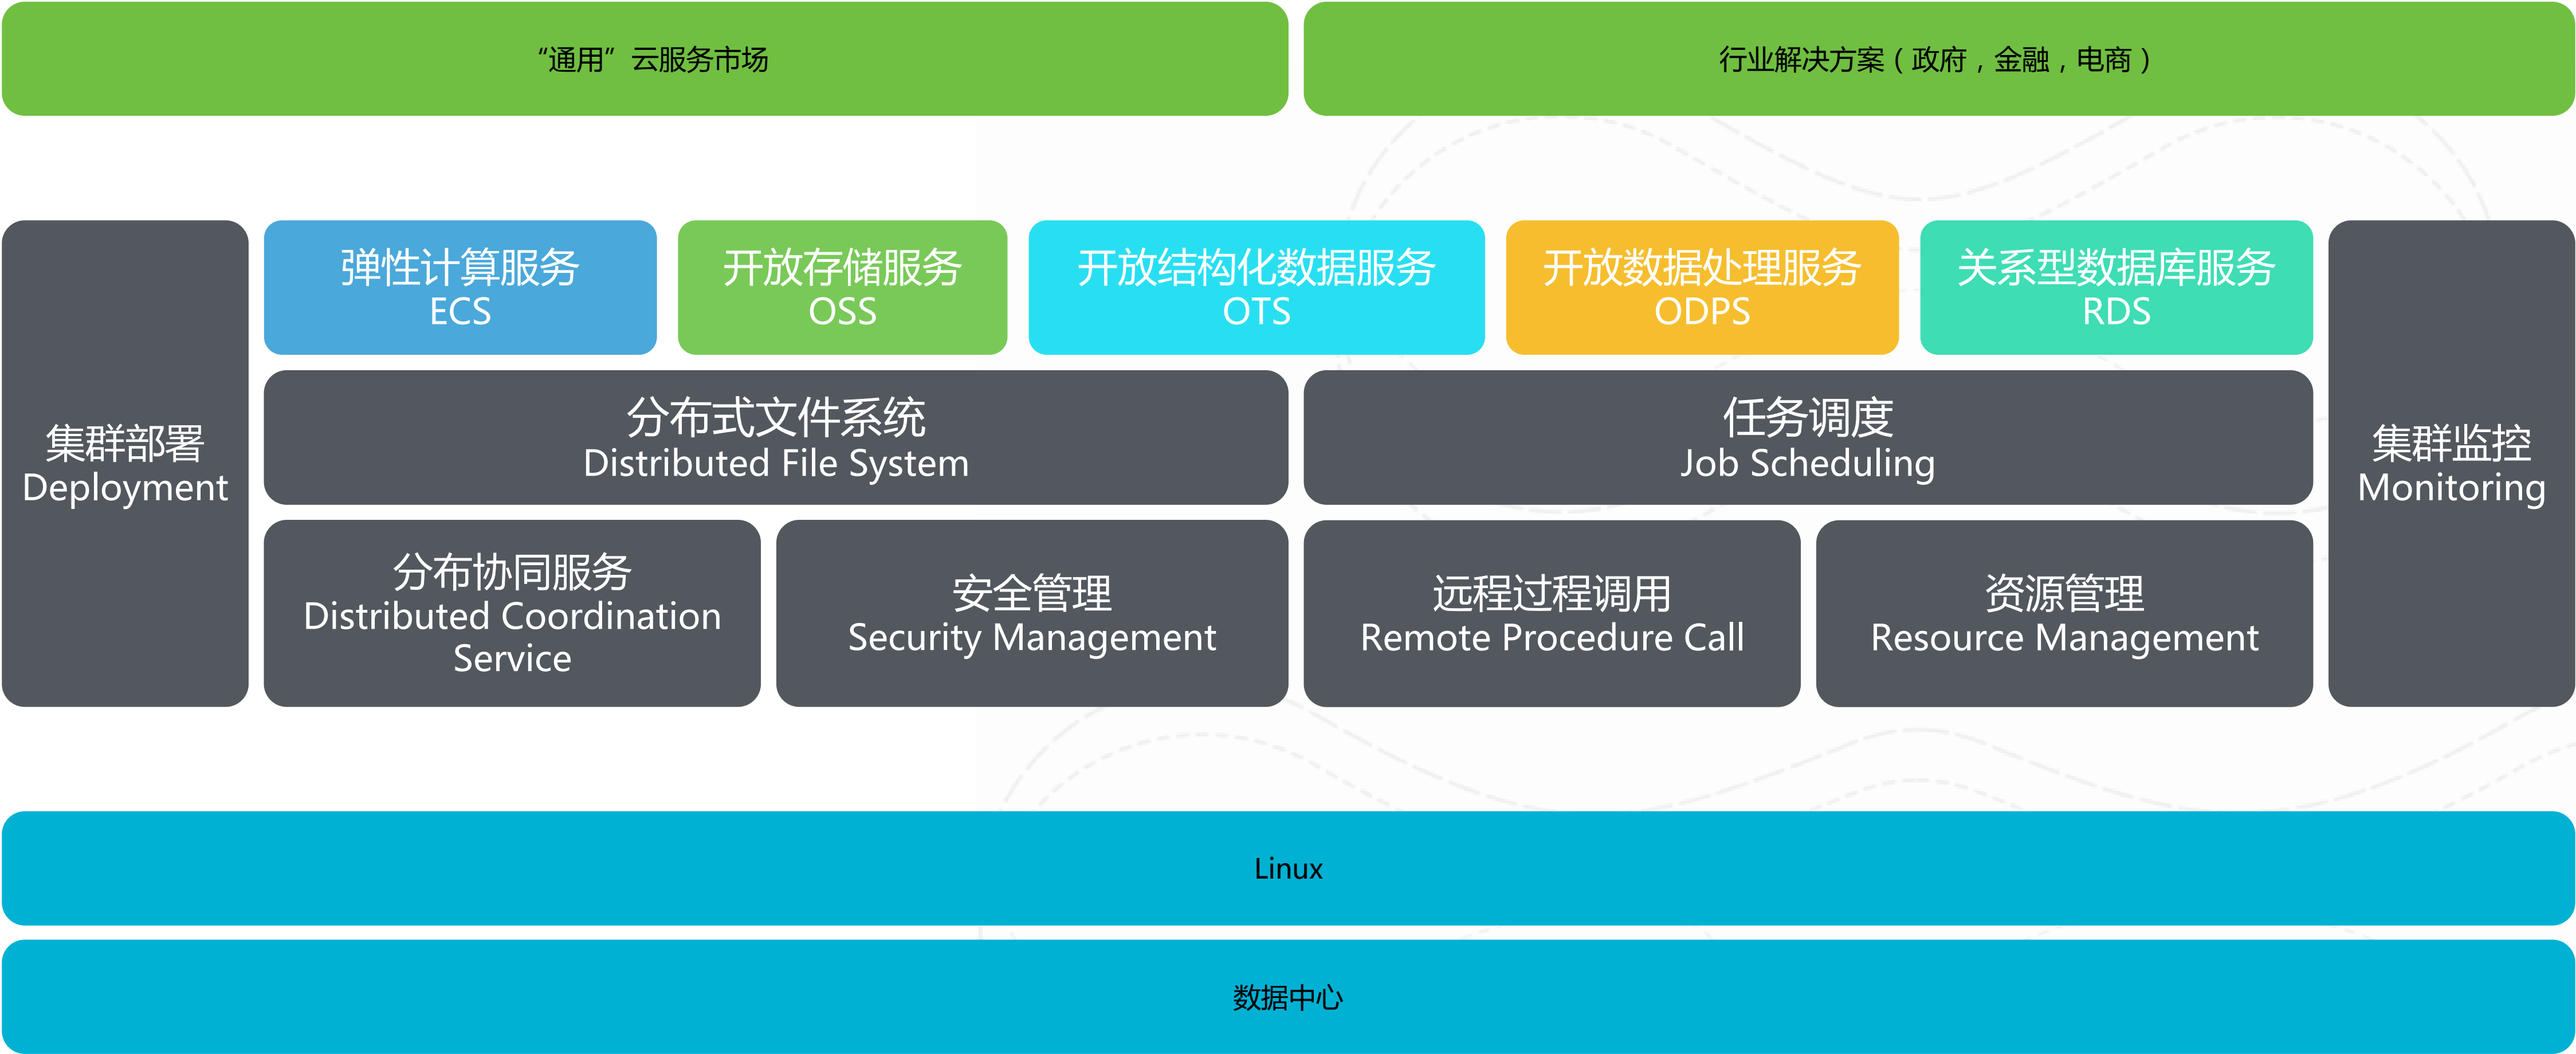 “通用”云服务市场
行业解决方案（政府，金融，电商）
集群部署
Deployment
弹性计算服务
ECS
开放存储服务
OSS
开放结构化数据服务
OTS
开放数据处理服务
ODPS
关系型数据库服务
RDS
分布式文件系统
Distributed File System
任务调度
Job Scheduling
分布协同服务
Distributed Coordination
Service
安全管理
Security Management
远程过程调用
Remote Procedure Call
资源管理
Resource Management
集群监控
Monitoring
Linux
数据中心